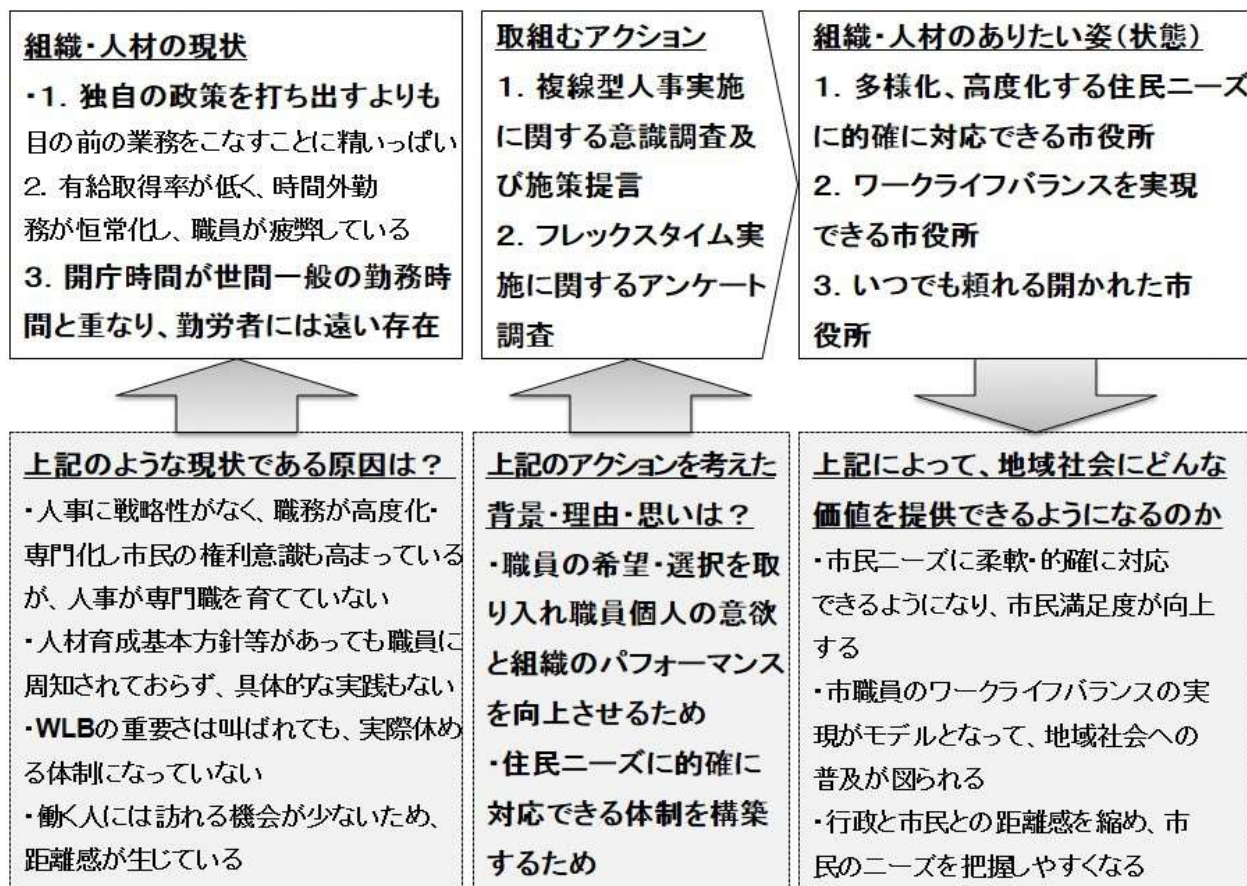 組織・人材の現状
・1．独自の政策を打ち出すよりも
目の前の業務をこなすことに精いっぱい
2．有給取得率が低く、時間外勤
務が恒常化し、職員が疲弊している
3．開庁時間が世間一般の勤務時
間と重なり、勤労者には遠い存在
取組むアクション
1．複線型人事実施
に関する意識調査及
び施策提言
2．フレックスタイム実
施に関するアンケート
調査
組織・人材のありたい姿（状態）
1．多様化、高度化する住民ニーズ
に的確に対応できる市役所
2．ワークライフバランスを実現
できる市役所
3．いつでも頼れる開かれた市
役所
上記のような現状である原因は？
・人事に戦略性がなく、職務が高度化・
専門化し市民の権利意識も高まっている
が、人事が専門職を育てていない
・人材育成基本方針等があっても職員に
周知されておらず、具体的な実践もない
・WLBの重要さは叫ばれても、実際休め
る体制になっていない
・働く人には訪れる機会が少ないため、
距離感が生じている
上記のアクションを考えた
背景・理由・思いは？
・職員の希望・選択を取
り入れ職員個人の意欲
と組織のパフォーマンス
を向上させるため
・住民ニーズに的確に
対応できる体制を構築
するため
上記によって、地域社会にどんな
価値を提供できるようになるのか
・市民ニーズに柔軟・的確に対応
できるようになり、市民満足度が向上
する
・市職員のワークライフバランスの実
現がモデルとなって、地域社会への
普及が図られる
・行政と市民との距離感を縮め、市
民のニーズを把握しやすくなる